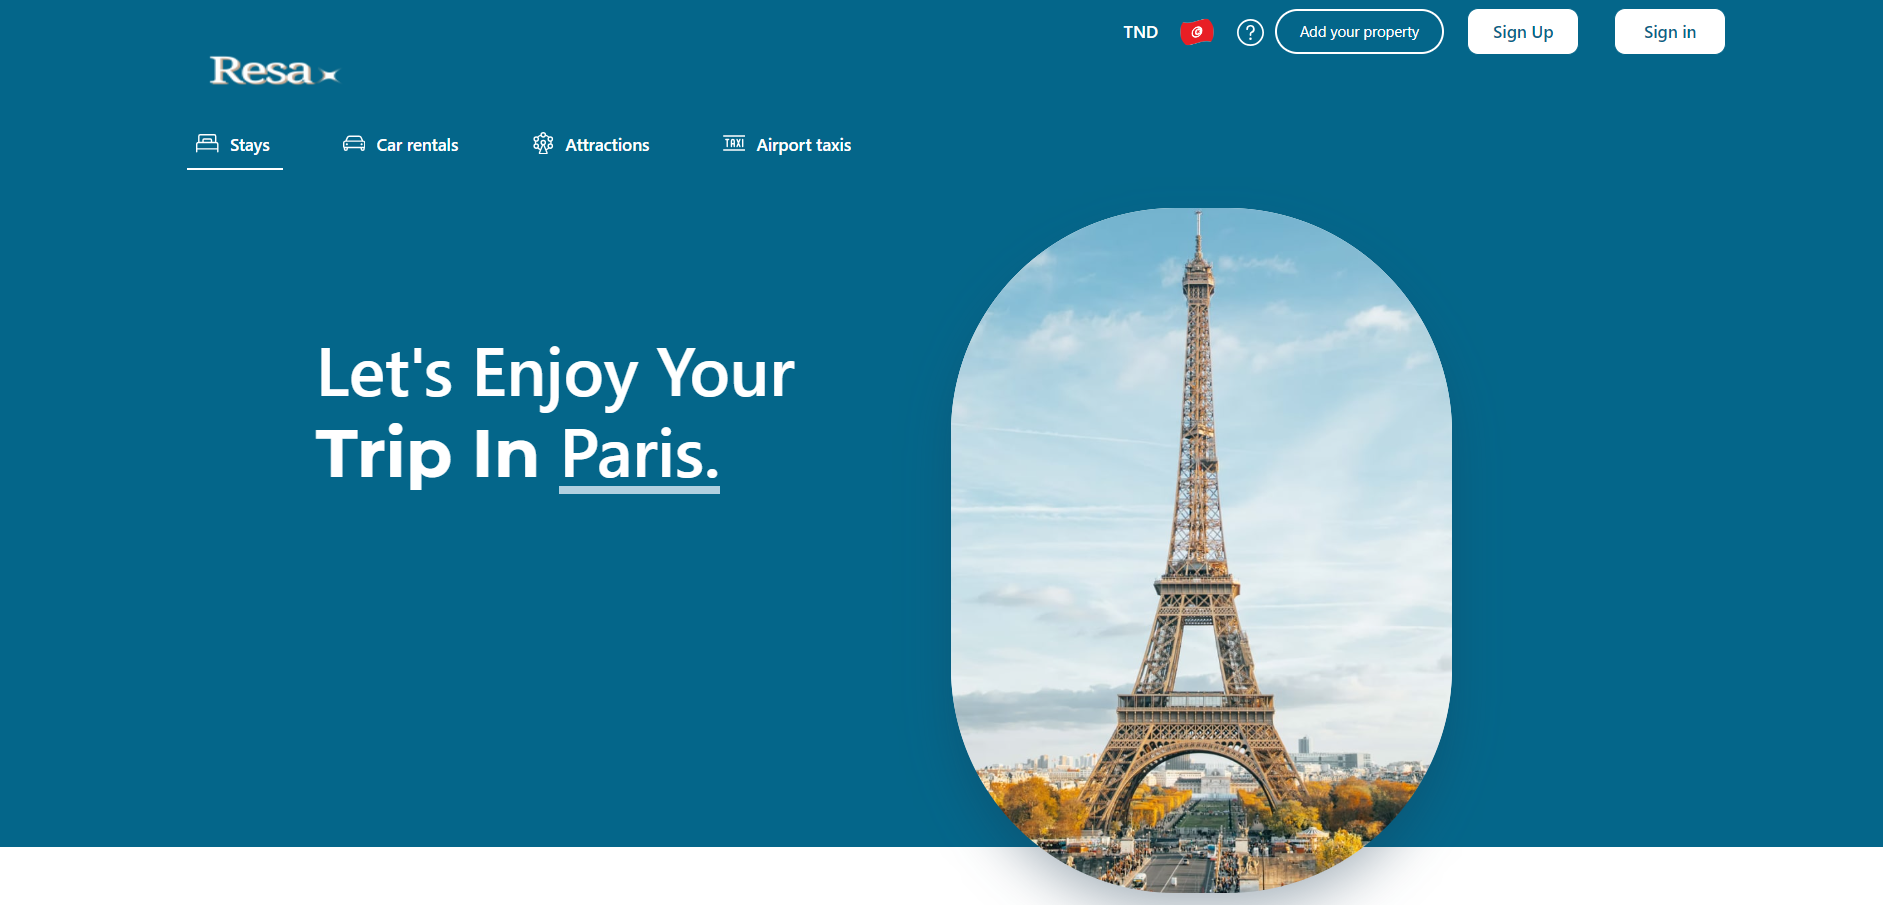 TND
?
Add your property
Sign Up
Sign in
Resa
Stays
Car rentals
Attractions
TAXI
Airport taxis
Let's Enjoy Your
Trip In Paris.